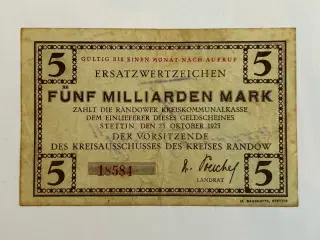 GÜLTIG BIS EINEN MONAT NACH AUFRUF
5 5
ERSATZWERTZEICHEN
FÜNF MILLIARDEN MARK
ZAHLT DIE RANDOWER KREISKOMMUNALKASSE
DEM EINLIEFERER DIESES GELDSCHEINES
STETTIN, DEN 25. OKTOBER 1923
DER VORSITZENDE
DES KREISAUSSCHUSSES DES KREISES RANDOW
5 18584 LANDRAT 5